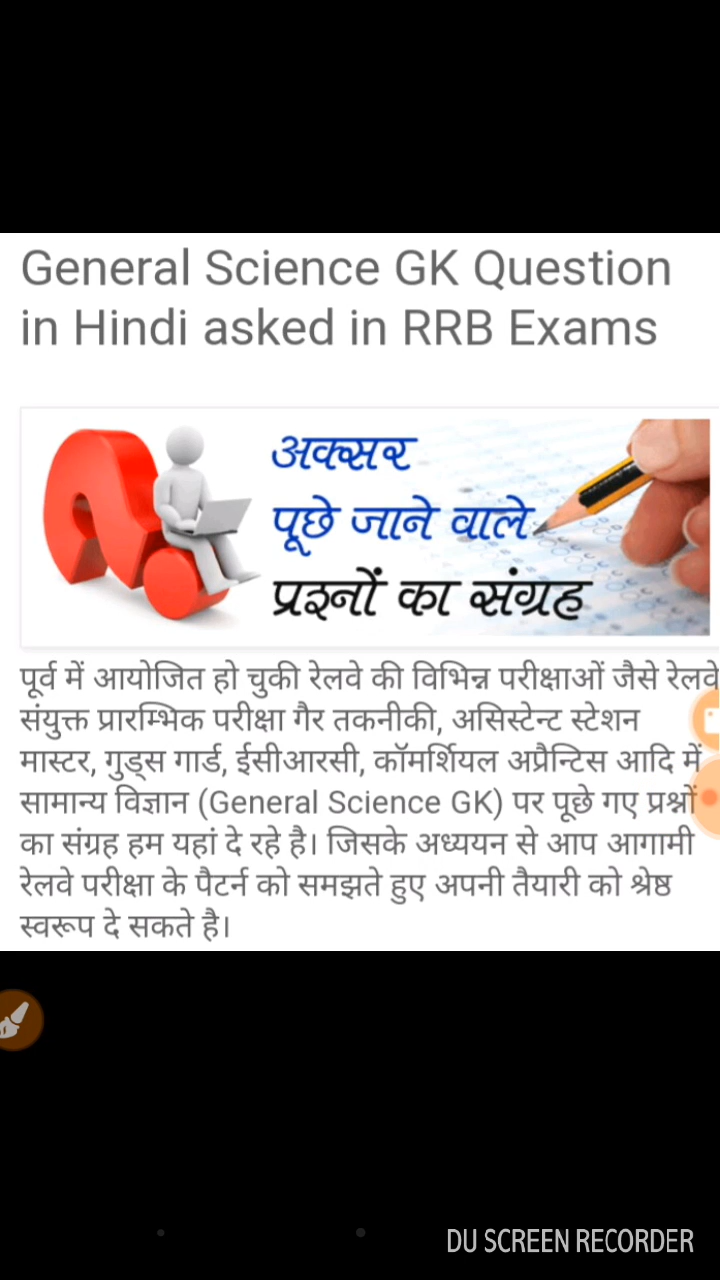 General Science GK Question
in Hindi asked in RRB Exams
अक्सर
पूछे जाने वाले
प्रश्नों का संग्रह
पूर्व में आयोजित हो चुकी रेलवे की विभिन्न परीक्षाओं जैसे रेलवे
संयुक्त प्रारम्भिक परीक्षा गैर तकनीकी, असिस्टेन्ट स्टेशन
मास्टर, गुड्स गार्ड, ईसीआरसी, कॉमर्शियल अप्रैन्टिस आदि में
सामान्य विज्ञान (General Science GK) पर पूछे गए प्रश्नों
का संग्रह हम यहां दे रहे है। जिसके अध्ययन से आप आगामी
रेलवे परीक्षा के पैटर्न को समझते हुए अपनी तैयारी को श्रेष्ठ
स्वरूप दे सकते है।
DU SCREEN RECORDER